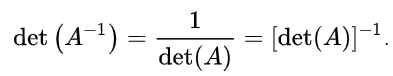 det (A⁻¹) = 1/det(A) = [det(A)]⁻¹.